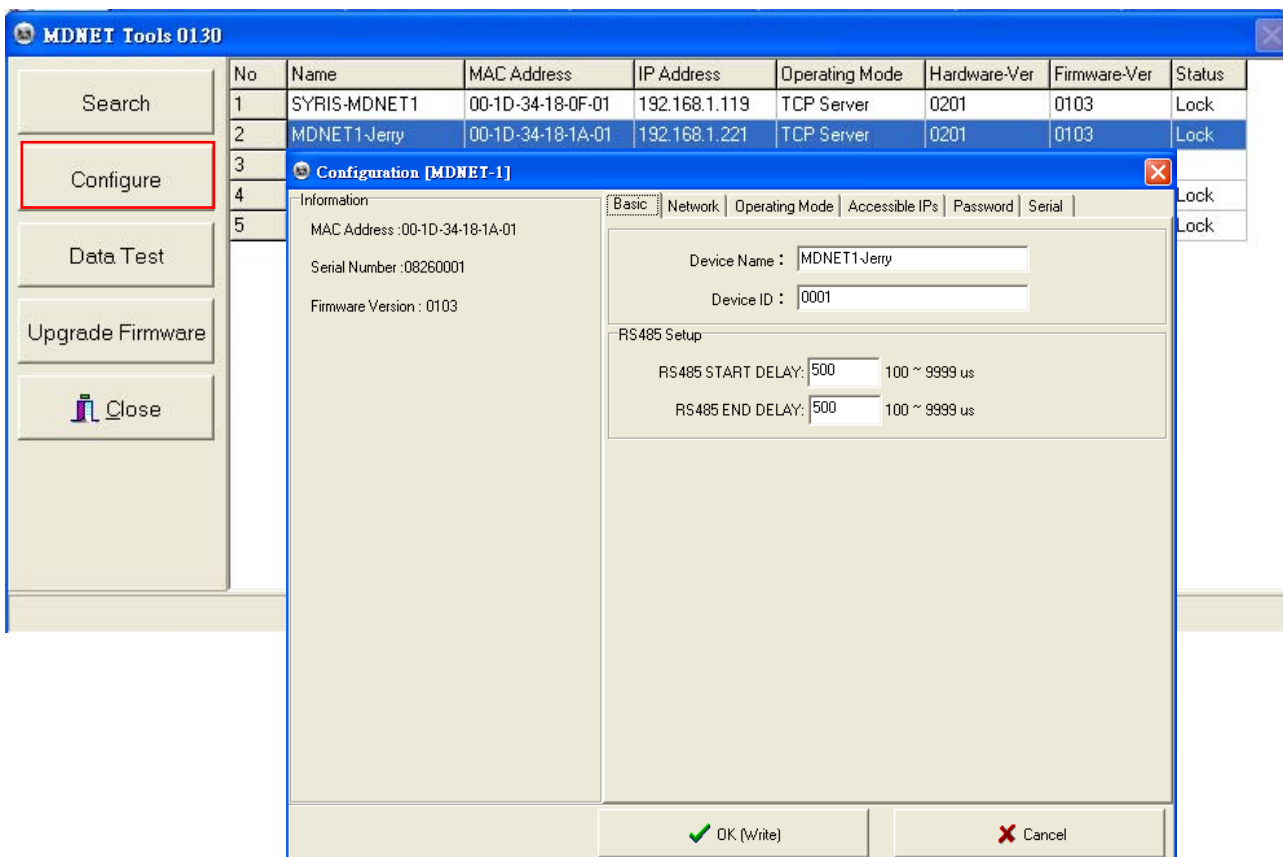 MDNET Tools 0130
Search
Configure
Data Test
Upgrade Firmware
Close
No Name MAC Address IP Address Operating Mode Hardware-Ver Firmware-Ver Status
1 SYRIS-MDNET1 00-1D-34-18-0F-01 192.168.1.119 TCP Server 0201 0103 Lock
2 MDNET1-Jerry 00-1D-34-18-1A-01 192.168.1.221 TCP Server 0201 0103 Lock
3
4 Lock
5 Lock
Configuration [MDNET-1]
Information
MAC Address :00-1D-34-18-1A-01
Serial Number :08260001
Firmware Version : 0103
Basic Network Operating Mode Accessible IPs Password Serial
Device Name : MDNET1-Jerry
Device ID : 0001
RS485 Setup
RS485 START DELAY: 500 100 ~ 9999 us
RS485 END DELAY: 500 100 ~ 9999 us
OK (Write) Cancel